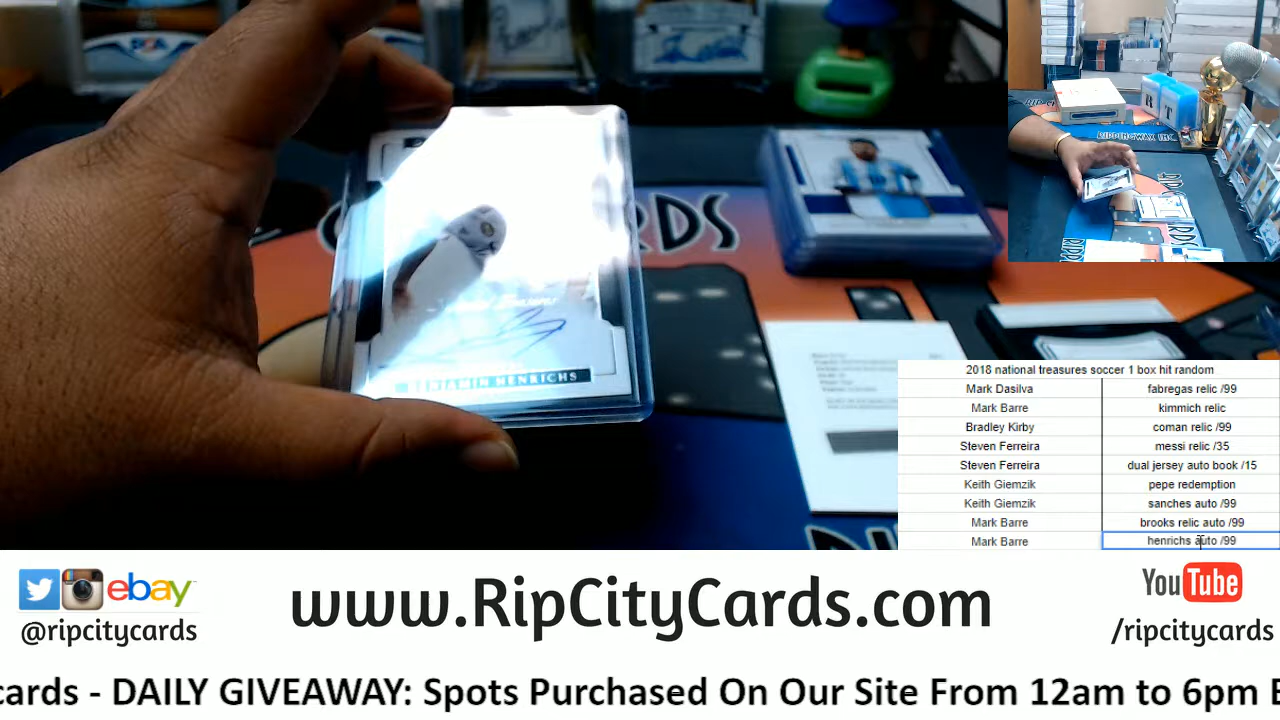 RDS
RIPPINGWAX INC.
BENJAMIN HENRICHS
2018 national treasures soccer 1 box hit random
Mark Dasilva fabregas relic /99
Mark Barre kimmich relic
Bradley Kirby coman relic /99
Steven Ferreira messi relic /35
Steven Ferreira dual jersey auto book /15
Keith Giemzik pepe redemption
Keith Giemzik sanches auto /99
Mark Barre brooks relic auto /99
Mark Barre henrichs auto /99
ebay
@ripcitycards
www.RipCityCards.com
YouTube
/ripcitycards
cards - DAILY GIVEAWAY: Spots Purchased On Our Site From 12am to 6pm E